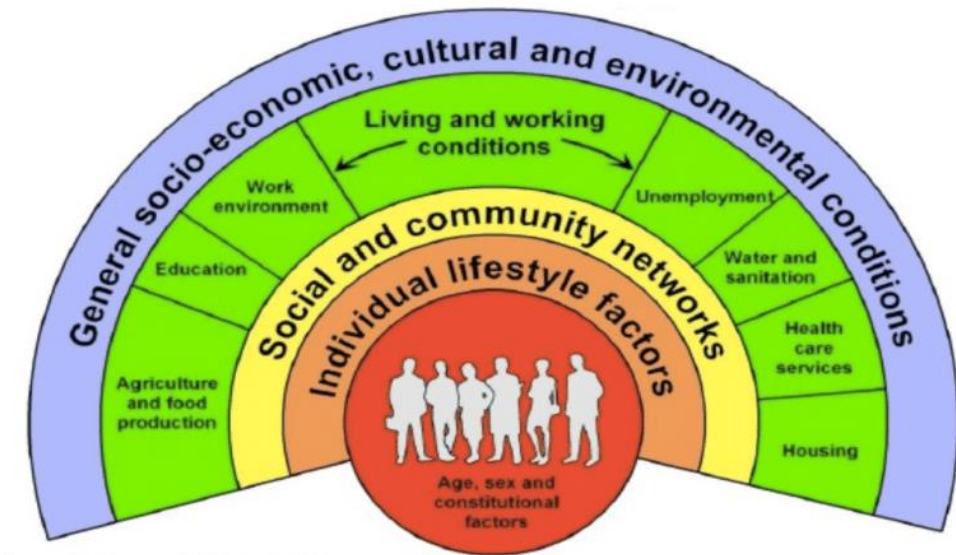 General socio-economic, cultural and environmental conditions
Living and working
conditions
Work
environment
Education
Agriculture
and food
production
Unemployment
Water and
sanitation
Health
care
services
Housing
Social and community networks
Individual lifestyle factors
Age, sex and
constitutional
factors